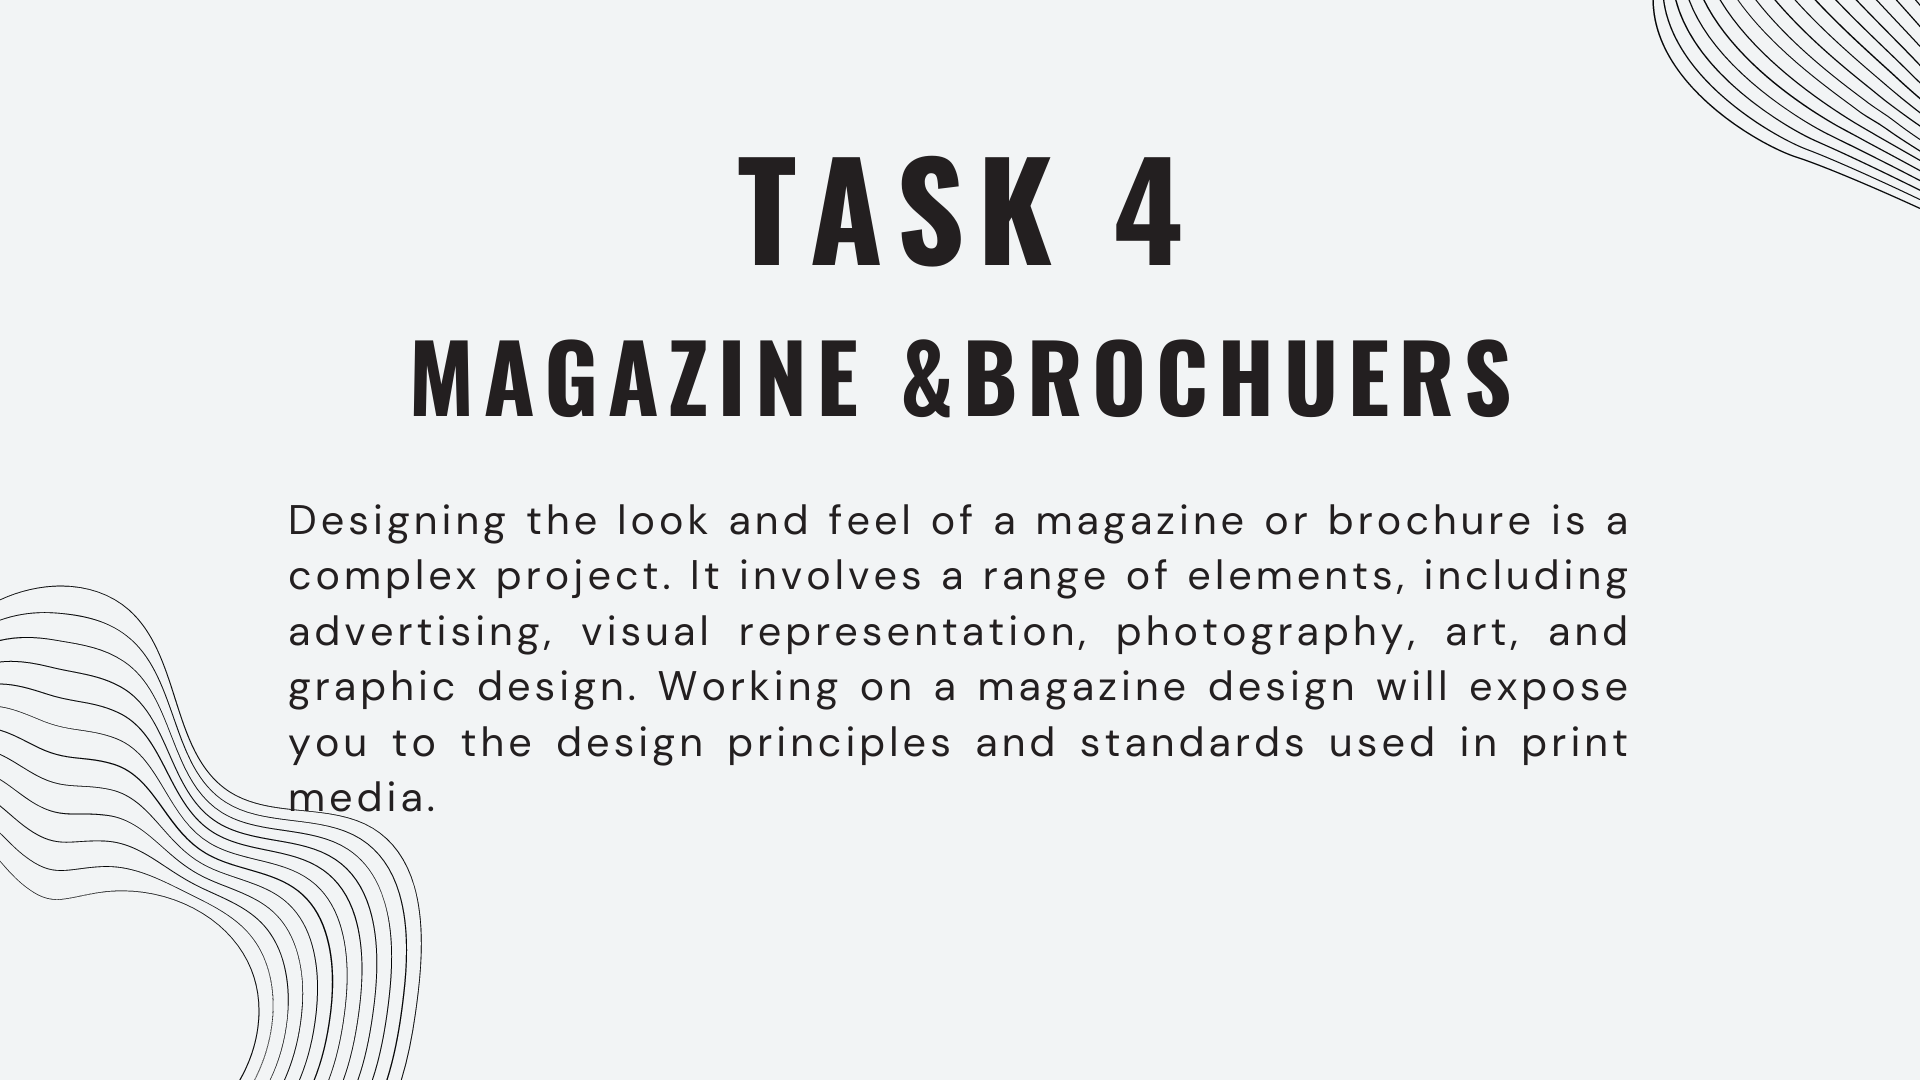 TASK 4
MAGAZINE &BROCHUERS
Designing the look and feel of a magazine or brochure is a
complex project. It involves a range of elements, including
advertising, visual representation, photography, art, and
graphic design. Working on a magazine design will expose
you to the design principles and standards used in print
media.